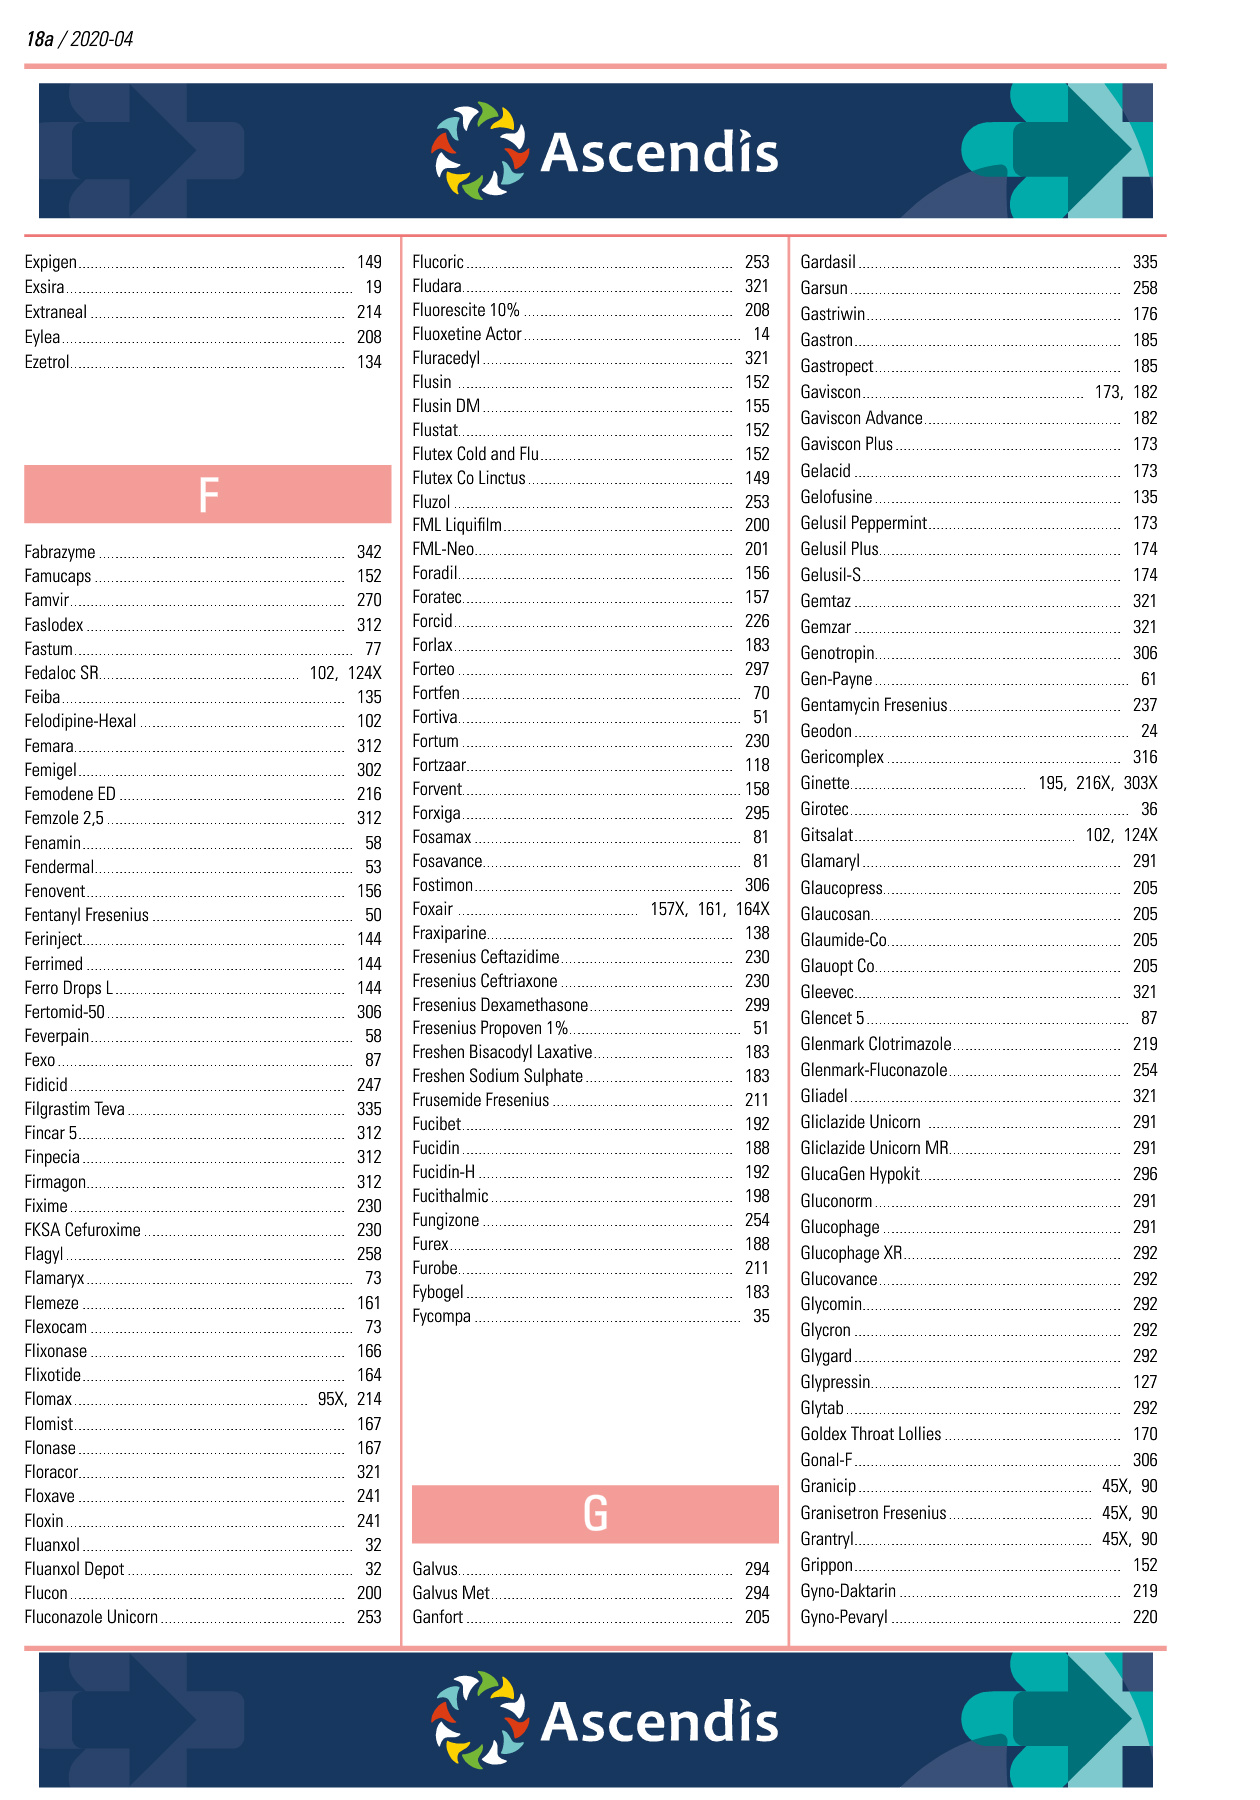 18a / 2020-04
Ascendis
Expigen 149
Exsira 19
Extraneal 214
Eylea 208
Ezetrol 134
F
Fabrazyme 342
Famucaps 152
Famvir 270
Faslodex 312
Fastum 77
Fedaloc SR 102, 124X
Feiba 135
Felodipine-Hexal 102
Femara 312
Femigel 302
Femodene ED 216
Femzole 2,5 312
Fenamin 58
Fendermal 53
Fenovent 156
Fentanyl Fresenius 50
Ferinject 144
Ferrimed 144
Ferro Drops L 144
Fertomid-50 306
Feverpain 58
Fexo 87
Fidicid 247
Filgrastim Teva 335
Fincar 5 312
Finpecia 312
Firmagon 312
Fixime 230
FKSA Cefuroxime 230
Flagyl 258
Flamaryx 73
Flemeze 161
Flexocam 73
Flixonase 166
Flixotide 164
Flomax 95X, 214
Flomist 167
Flonase 167
Floracor 321
Floxave 241
Floxin 241
Fluanxol 32
Fluanxol Depot 32
Flucon 200
Fluconazole Unicorn 253
Flucoric 253
Fludara 321
Fluorescite 10% 208
Fluoxetine Actor 14
Fluracedyl 321
Flusin 152
Flusin DM 155
Flustat 152
Flutex Cold and Flu 152
Flutex Co Linctus 149
Fluzol 253
FML Liquifilm 200
FML-Neo 201
Foradil 156
Foratec 157
Forcid 226
Forlax 183
Forteo 297
Fortfen 70
Fortiva 51
Fortum 230
Fortzaar 118
Forvent 158
Forxiga 295
Fosamax 81
Fosavance 81
Fostimon 306
Foxair 157X, 161, 164X
Fraxiparine 138
Fresenius Ceftazidime 230
Fresenius Ceftriaxone 230
Fresenius Dexamethasone 299
Fresenius Propoven 1% 51
Freshen Bisacodyl Laxative 183
Freshen Sodium Sulphate 183
Frusemide Fresenius 211
Fucibet 192
Fucidin 188
Fucidin-H 192
Fucithalmic 198
Fungizone 254
Furex 188
Furobe 211
Fybogel 183
Fycompa 35
G
Galvus 294
Galvus Met 294
Ganfort 205
Gardasil 335
Garsun 258
Gastriwin 176
Gastron 185
Gastropect 185
Gaviscon 173, 182
Gaviscon Advance 182
Gaviscon Plus 173
Gelacid 173
Gelofusine 135
Gelusil Peppermint 173
Gelusil Plus 174
Gelusil-S 174
Gemtaz 321
Gemzar 321
Genotropin 306
Gen-Payne 61
Gentamycin Fresenius 237
Geodon 24
Gericomplex 316
Ginette 195, 216X, 303X
Girotec 36
Gitsalat 102, 124X
Glamaryl 291
Glaucopress 205
Glaucosan 205
Glaumide-Co 205
Glauopt Co 205
Gleevec 321
Glencet 5 87
Glenmark Clotrimazole 219
Glenmark-Fluconazole 254
Gliadel 321
Gliclazide Unicorn 291
Gliclazide Unicorn MR 291
GlucaGen Hypokit 296
Gluconorm 291
Glucophage 291
Glucophage XR 292
Glucovance 292
Glycomin 292
Glycron 292
Glygard 292
Glypressin 127
Glytab 292
Goldex Throat Lollies 170
Gonal-F 306
Granicip 45X, 90
Granisetron Fresenius 45X, 90
Grantryl 45X, 90
Grippon 152
Gyno-Daktarin 219
Gyno-Pevaryl 220
Ascendis